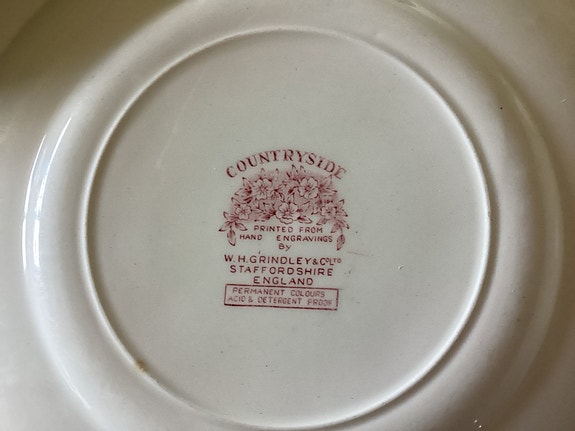 COUNTRYSIDE
PRINTED FROM
HAND ENGRAVINGS
BY
W.H.GRINDLEY & CO LTD
STAFFORDSHIRE
ENGLAND
PERMANENT COLOURS
ACID & DETERGENT PROOF